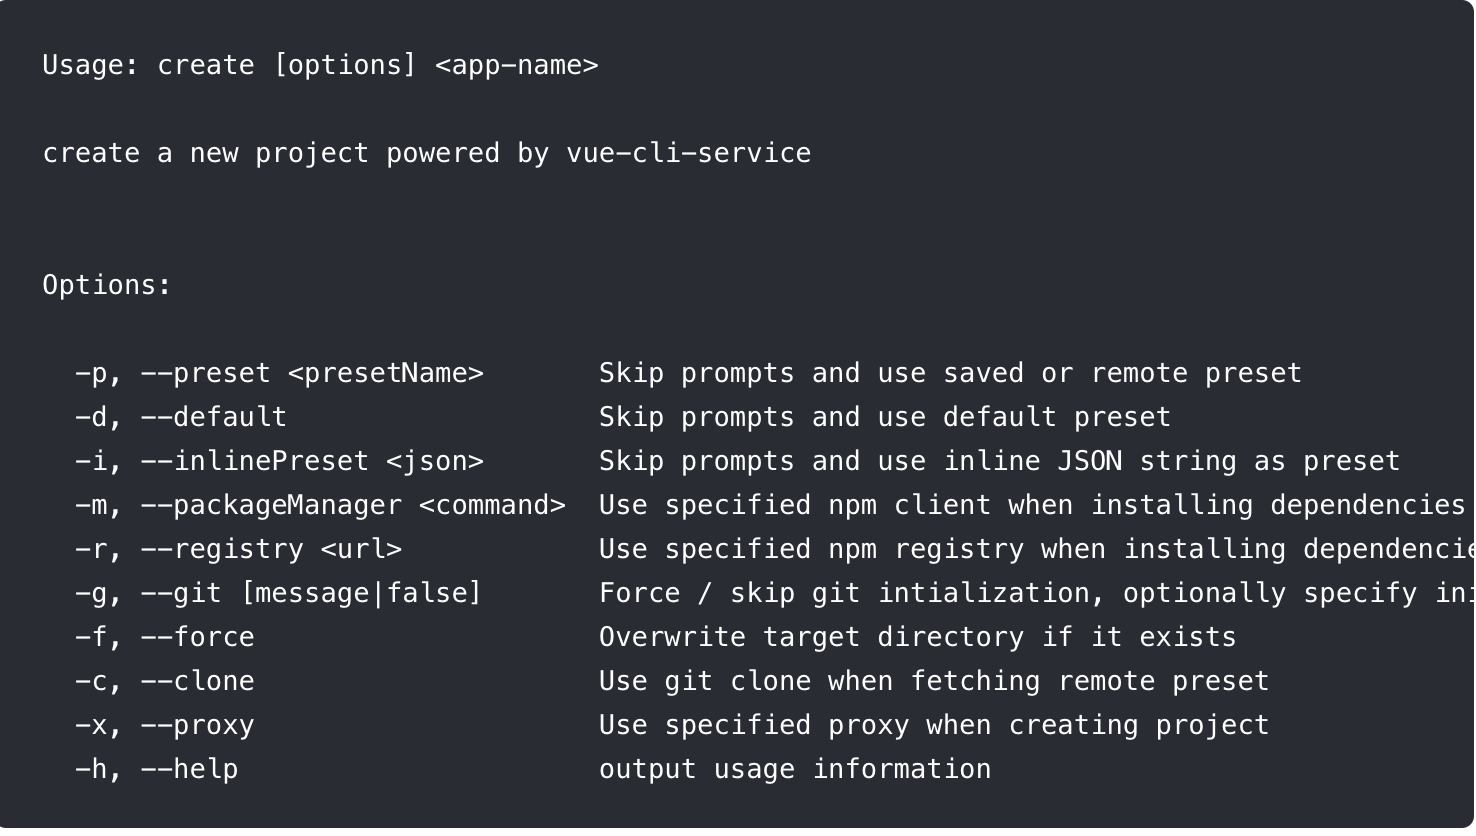 Usage: create [options] <app-name>
create a new project powered by vue-cli-service
Options:
-p, --preset <presetName> Skip prompts and use saved or remote preset
-d, --default Skip prompts and use default preset
-i, --inlinePreset <json> Skip prompts and use inline JSON string as preset
-m, --packageManager <command> Use specified npm client when installing dependencies
-r, --registry <url> Use specified npm registry when installing
-g, --git [message|false] Force / skip git intialization, optionally specify
-f, --force Overwrite target directory if it exists
-c, --clone Use git clone when fetching remote preset
-x, --proxy Use specified proxy when creating project
-h, --help output usage information